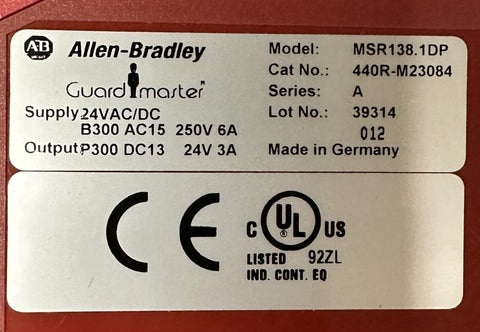 AB Allen-Bradley
Guardmaster
Supply: 24VAC/DC
B300 AC15 250V 6A
Output: P300 DC13 24V 3A
Model: MSR138.1DP
Cat No.: 440R-M23084
Series: A
Lot No.: 39314
012
Made in Germany
CE
C UL US
®
LISTED 92ZL
IND. CONT. EQ